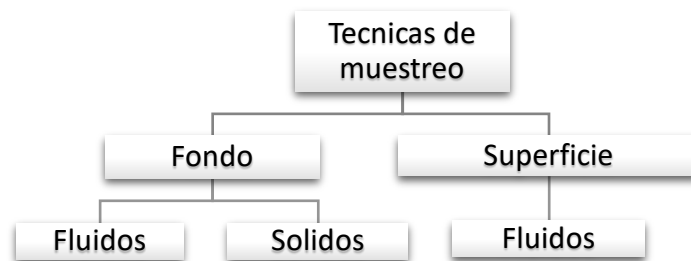 Tecnicas de
muestreo
Fondo
Superficie
Fluidos
Solidos
Fluidos